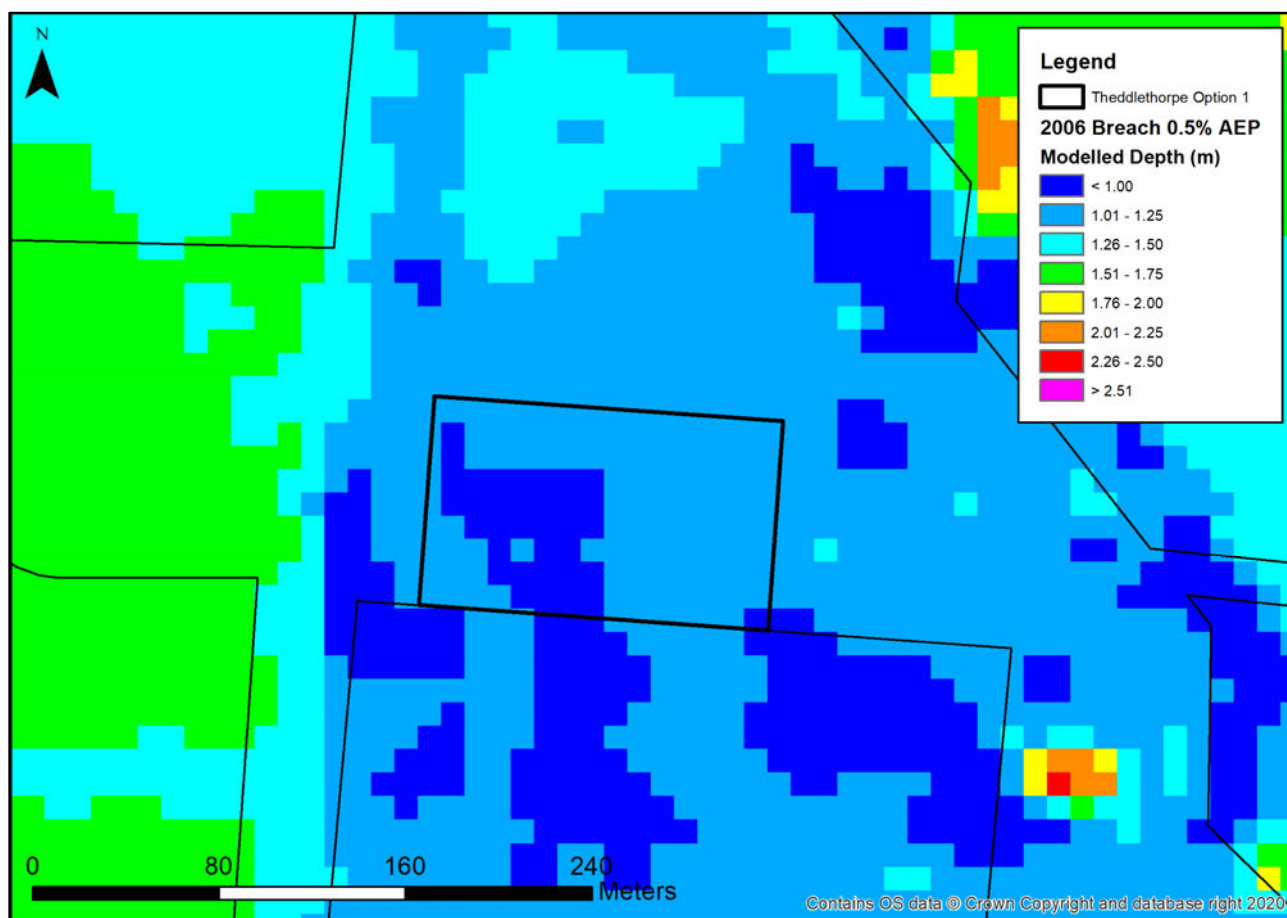 N
Legend
Theddlethorpe Option 1
2006 Breach 0.5% AEP
Modelled Depth (m)
< 1.00
1.01 - 1.25
1.26 - 1.50
1.51 - 1.75
1.76 - 2.00
2.01 - 2.25
2.26 - 2.50
> 2.51
0 80 160 240
Meters
Contains OS data © Crown Copyright and database right 2020